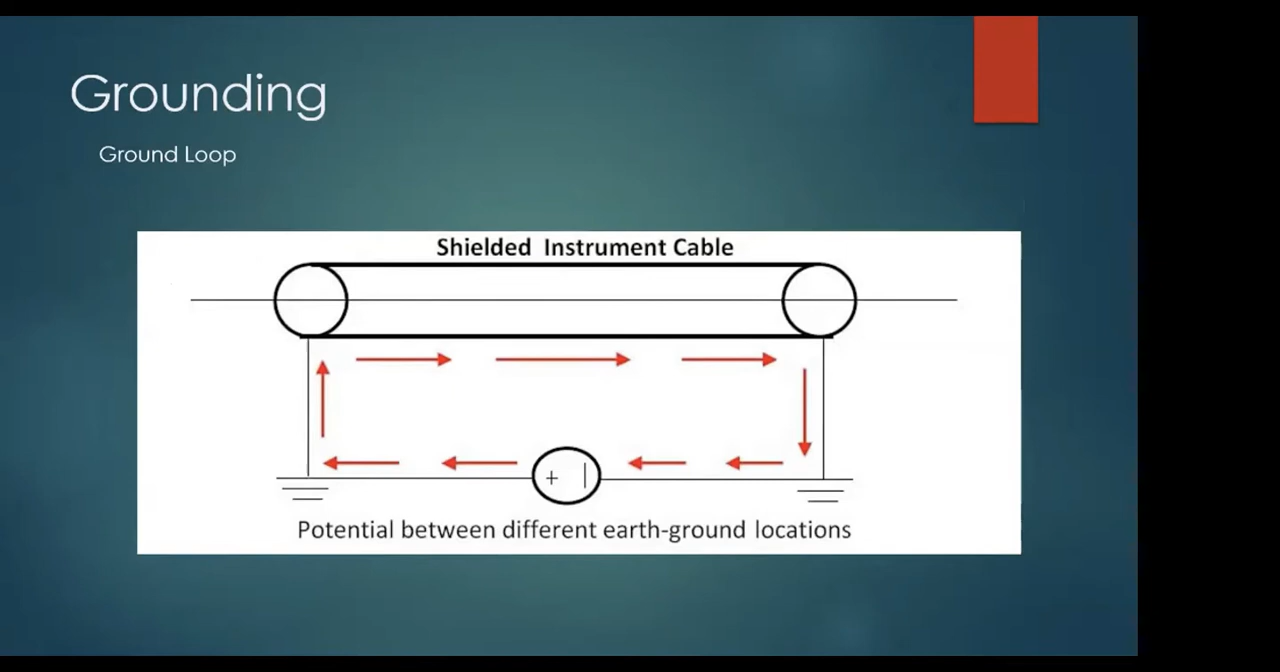 Grounding
Ground Loop
Shielded Instrument Cable
+ |
Potential between different earth-ground locations